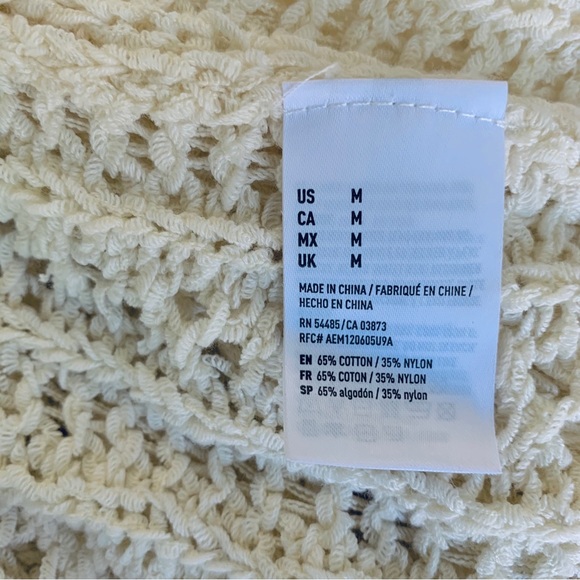 US M
CA M
MX M
UK M
MADE IN CHINA / FABRIQUÉ EN CHINE /
HECHO EN CHINA
RN 54485/CA 03873
RFC# AEM120605U9A
EN 65% COTTON / 35% NYLON
FR 65% COTON / 35% NYLON
SP 65% algodón / 35% nylon